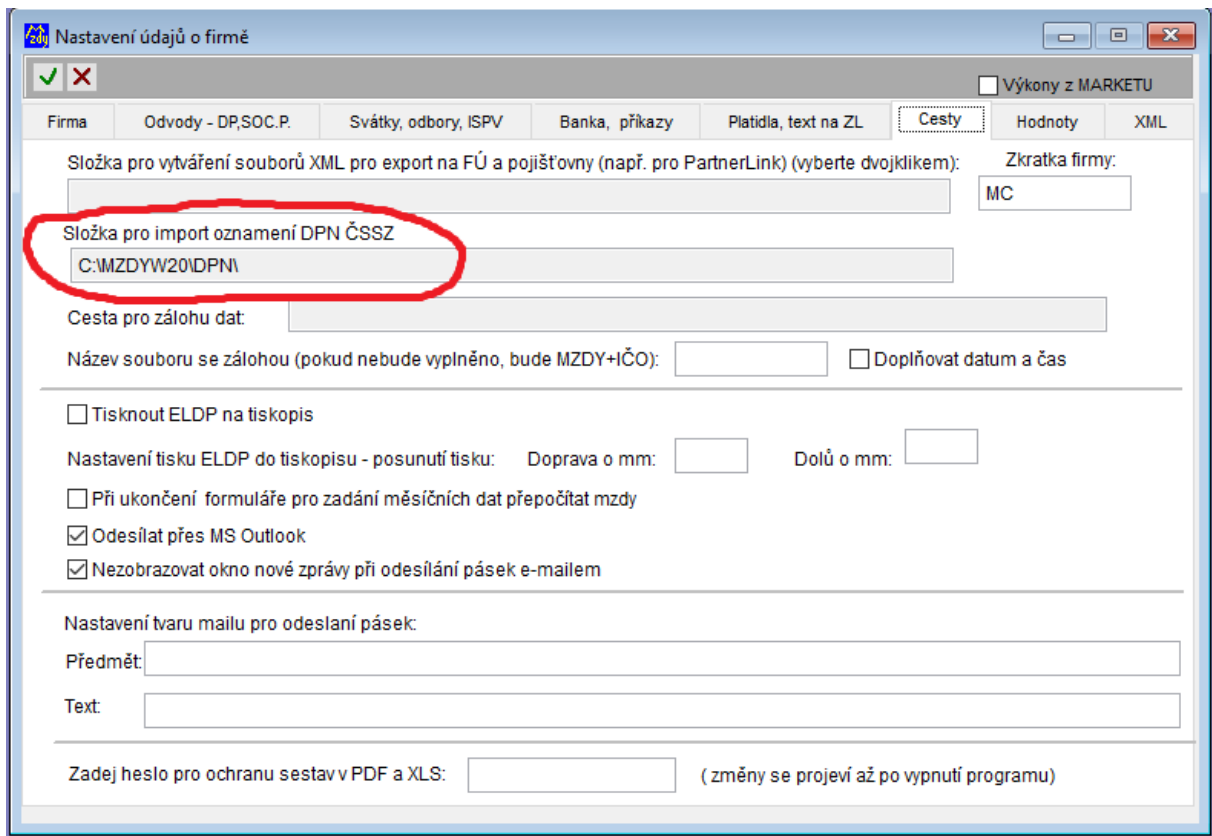 Nastavení údajů o firmě
Výkony z MARKETU
Firma Odvody - DP,SOC.P. Svátky, odbory, ISPV Banka, příkazy Platidla, text na ZL Cesty Hodnoty XML
Složka pro vytváření souborů XML pro export na FÚ a pojišťovny (např. pro PartnerLink) (vyberte dvojklikem): Zkratka firmy:
MC
Složka pro import oznamení DPN ČSSZ
C:\MZDYW20\DPN\
Cesta pro zálohu dat:
Název souboru se zálohou (pokud nebude vyplněno, bude MZDY+IČO): Doplňovat datum a čas
Tisknout ELDP na tiskopis
Nastavení tisku ELDP do tiskopisu - posunutí tisku: Doprava o mm: Dolů o mm:
Při ukončení formuláře pro zadání měsíčních dat přepočítat mzdy
Odesílat přes MS Outlook
Nezobrazovat okno nové zprávy při odesílání pásek e-mailem
Nastavení tvaru mailu pro odeslaní pásek:
Předmět:
Text:
Zadej heslo pro ochranu sestav v PDF a XLS: ( změny se projeví až po vypnutí programu)